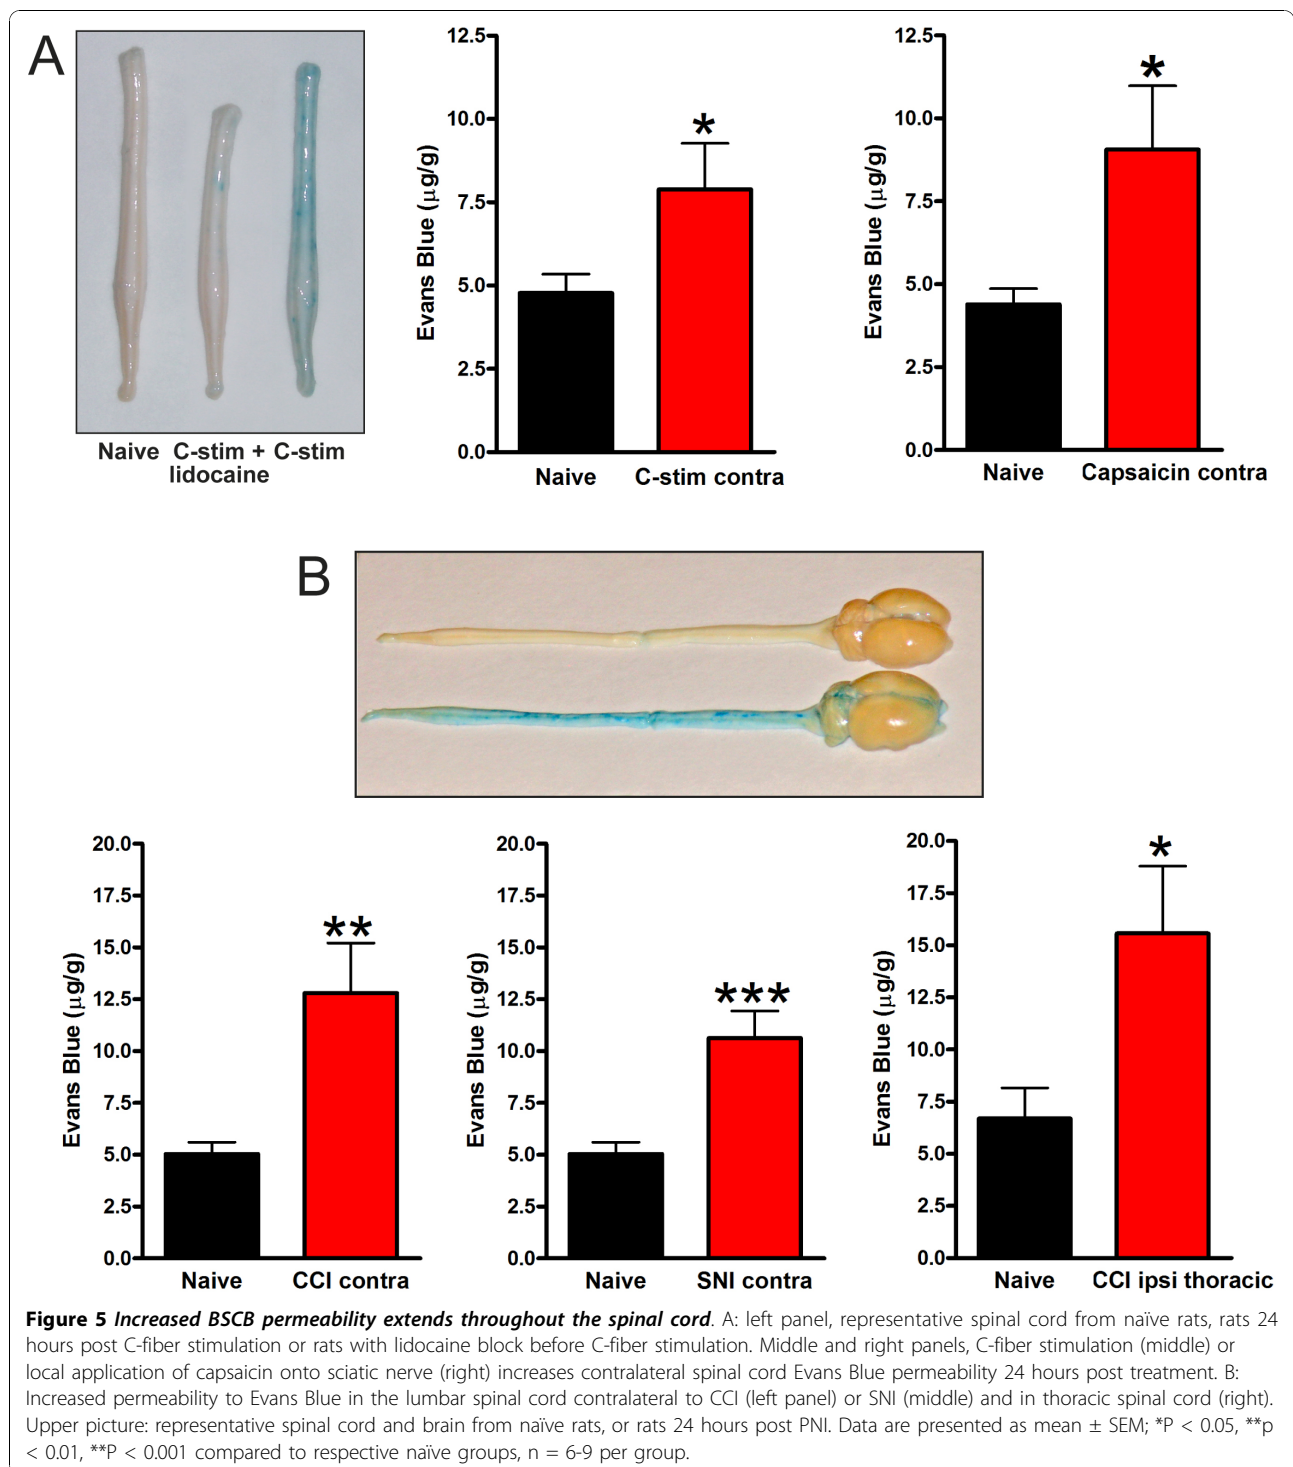 A
12.5
10.0
7.5
5.0
2.5
0.0
Evans Blue (µg/g)
*
Naive
C-stim contra
12.5
10.0
7.5
5.0
2.5
0.0
Evans Blue (µg/g)
*
Naive
Capsaicin contra
Naive C-stim + C-stim
lidocaine
B
20.0
17.5
15.0
12.5
10.0
7.5
5.0
2.5
0.0
Evans Blue (µg/g)
**
Naive
CCI contra
20.0
17.5
15.0
12.5
10.0
7.5
5.0
2.5
0.0
Evans Blue (µg/g)
***
Naive
SNI contra
20.0
17.5
15.0
12.5
10.0
7.5
5.0
2.5
0.0
Evans Blue (µg/g)
*
Naive
CCI ipsi thoracic
Figure 5 Increased BSCB permeability extends throughout the spinal cord. A: left panel, representative spinal cord from naïve rats, rats 24
hours post C-fiber stimulation or rats with lidocaine block before C-fiber stimulation. Middle and right panels, C-fiber stimulation (middle) or
local application of capsaicin onto sciatic nerve (right) increases contralateral spinal cord Evans Blue permeability 24 hours post treatment. B:
Increased permeability to Evans Blue in the lumbar spinal cord contralateral to CCI (left panel) or SNI (middle) and in thoracic spinal cord (right).
Upper picture: representative spinal cord and brain from naïve rats, or rats 24 hours post PNI. Data are presented as mean ± SEM; *P < 0.05, **p
< 0.01, **P < 0.001 compared to respective naïve groups, n = 6-9 per group.